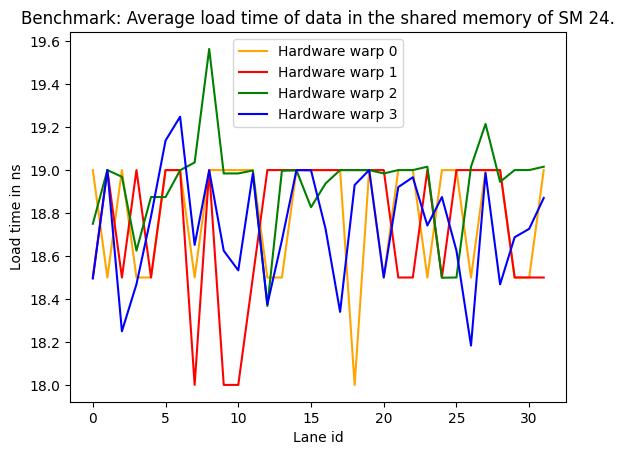 Benchmark: Average load time of data in the shared memory of SM 24.
Hardware warp 0
Hardware warp 1
Hardware warp 2
Hardware warp 3
Load time in ns
19.6
19.4
19.2
19.0
18.8
18.6
18.4
18.2
18.0
0 5 10 15 20 25 30
Lane id